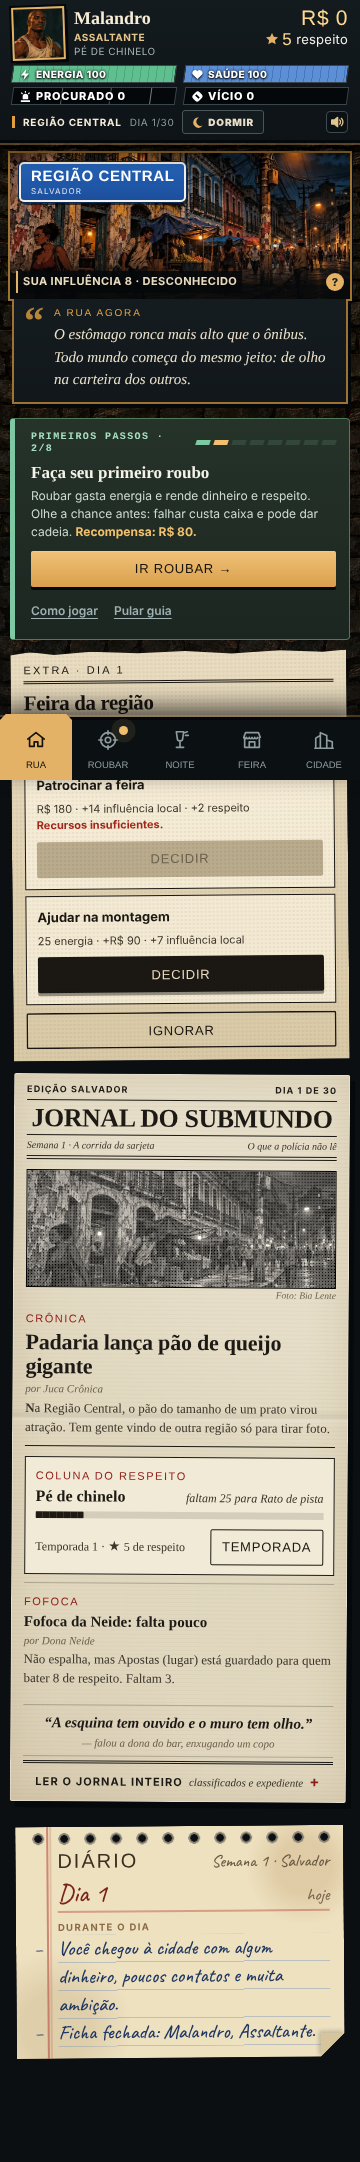 Malandro
R$ 0
ASSALTANTE
★ 5 respeito
PÉ DE CHINELO
ENERGIA 100
SAÚDE 100
PROCURADO 0
VÍCIO 0
REGIÃO CENTRAL DIA 1/30
DORMIR
REGIÃO CENTRAL
SALVADOR
SUA INFLUÊNCIA 8 · DESCONHECIDO
?
“ A RUA AGORA
O estômago ronca mais alto que o ônibus.
Todo mundo começa do mesmo jeito: de olho
na carteira dos outros.
PRIMEIROS PASSOS ·
2/8
Faça seu primeiro roubo
Roubar gasta energia e rende dinheiro e respeito.
Olhe a chance antes: falhar custa caixa e pode dar
cadeia. Recompensa: R$ 80.
IR ROUBAR →
Como jogar Pular guia
EXTRA · DIA 1
Feira da região
RUA
ROUBAR
NOITE
FEIRA
CIDADE
Patrocinar a feira
R$ 180 · +14 influência local · +2 respeito
Recursos insuficientes.
DECIDIR
Ajudar na montagem
25 energia · +R$ 90 · +7 influência local
DECIDIR
IGNORAR
EDIÇÃO SALVADOR
DIA 1 DE 30
JORNAL DO SUBMUNDO
Semana 1 · A corrida da sarjeta
O que a polícia não lê
Foto: Bia Lente
CRÔNICA
Padaria lança pão de queijo
gigante
por Juca Crônica
Na Região Central, o pão do tamanho de um prato virou
atração. Tem gente vindo de outra região só para tirar foto.
COLUNA DO RESPEITO
Pé de chinelo
faltam 25 para Rato de pista
Temporada 1 · ★ 5 de respeito
TEMPORADA
FOFOCA
Fofoca da Neide: falta pouco
por Dona Neide
Não espalha, mas Apostas (lugar) está guardado para quem
bater 8 de respeito. Faltam 3.
“A esquina tem ouvido e o muro tem olho.”
— falou a dona do bar, enxugando um copo
LER O JORNAL INTEIRO classificados e expediente +
DIÁRIO
Semana 1 · Salvador
Dia 1
hoje
DURANTE O DIA
– Você chegou à cidade com algum
dinheiro, poucos contatos e muita
ambição.
– Ficha fechada: Malandro, Assaltante.